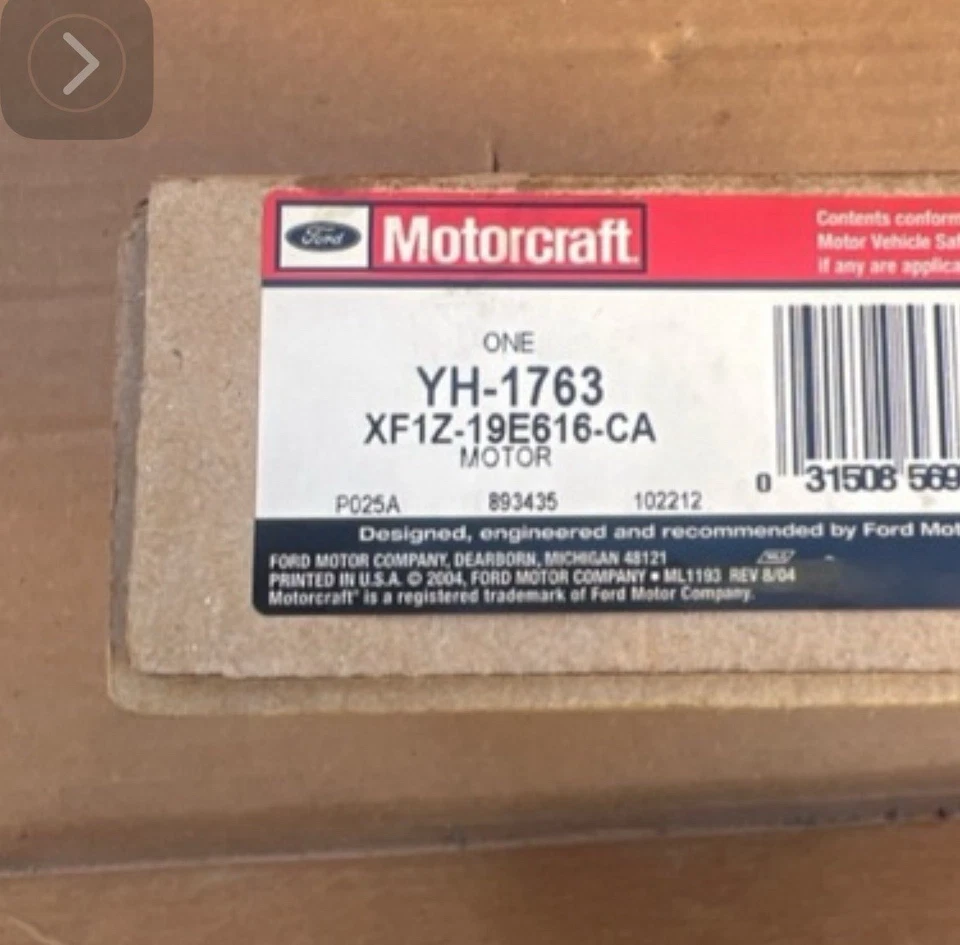 Ford Motorcraft
Contents conform
Motor Vehicle Saf
if any are applica
ONE
YH-1763
XF1Z-19E616-CA
MOTOR
P025A 893435 102212
0 31508 569
Designed, engineered and recommended by Ford Mot
FORD MOTOR COMPANY, DEARBORN, MICHIGAN 48121
PRINTED IN U.S.A. © 2004, FORD MOTOR COMPANY • ML1193 REV 8/04
Motorcraft® is a registered trademark of Ford Motor Company.